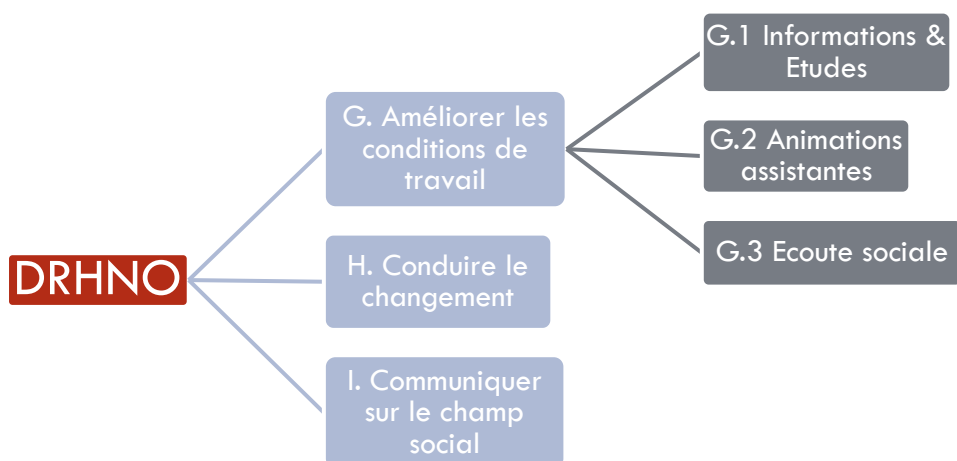 DRHNO
G. Améliorer les
conditions de
travail
G.1 Informations &
Etudes
G.2 Animations
assistantes
G.3 Ecoute sociale
H. Conduire le
changement
I. Communiquer
sur le champ
social